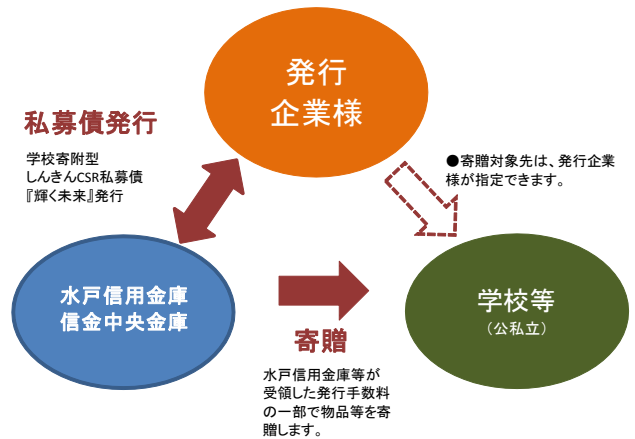 発行
企業様
私募債発行
学校寄附型
しんきんCSR私募債
『輝く未来』発行
●寄贈対象先は、発行企業
様が指定できます。
水戸信用金庫
信金中央金庫
学校等
（公私立）
寄贈
水戸信用金庫等が
受領した発行手数料
の一部で物品等を寄
贈します。